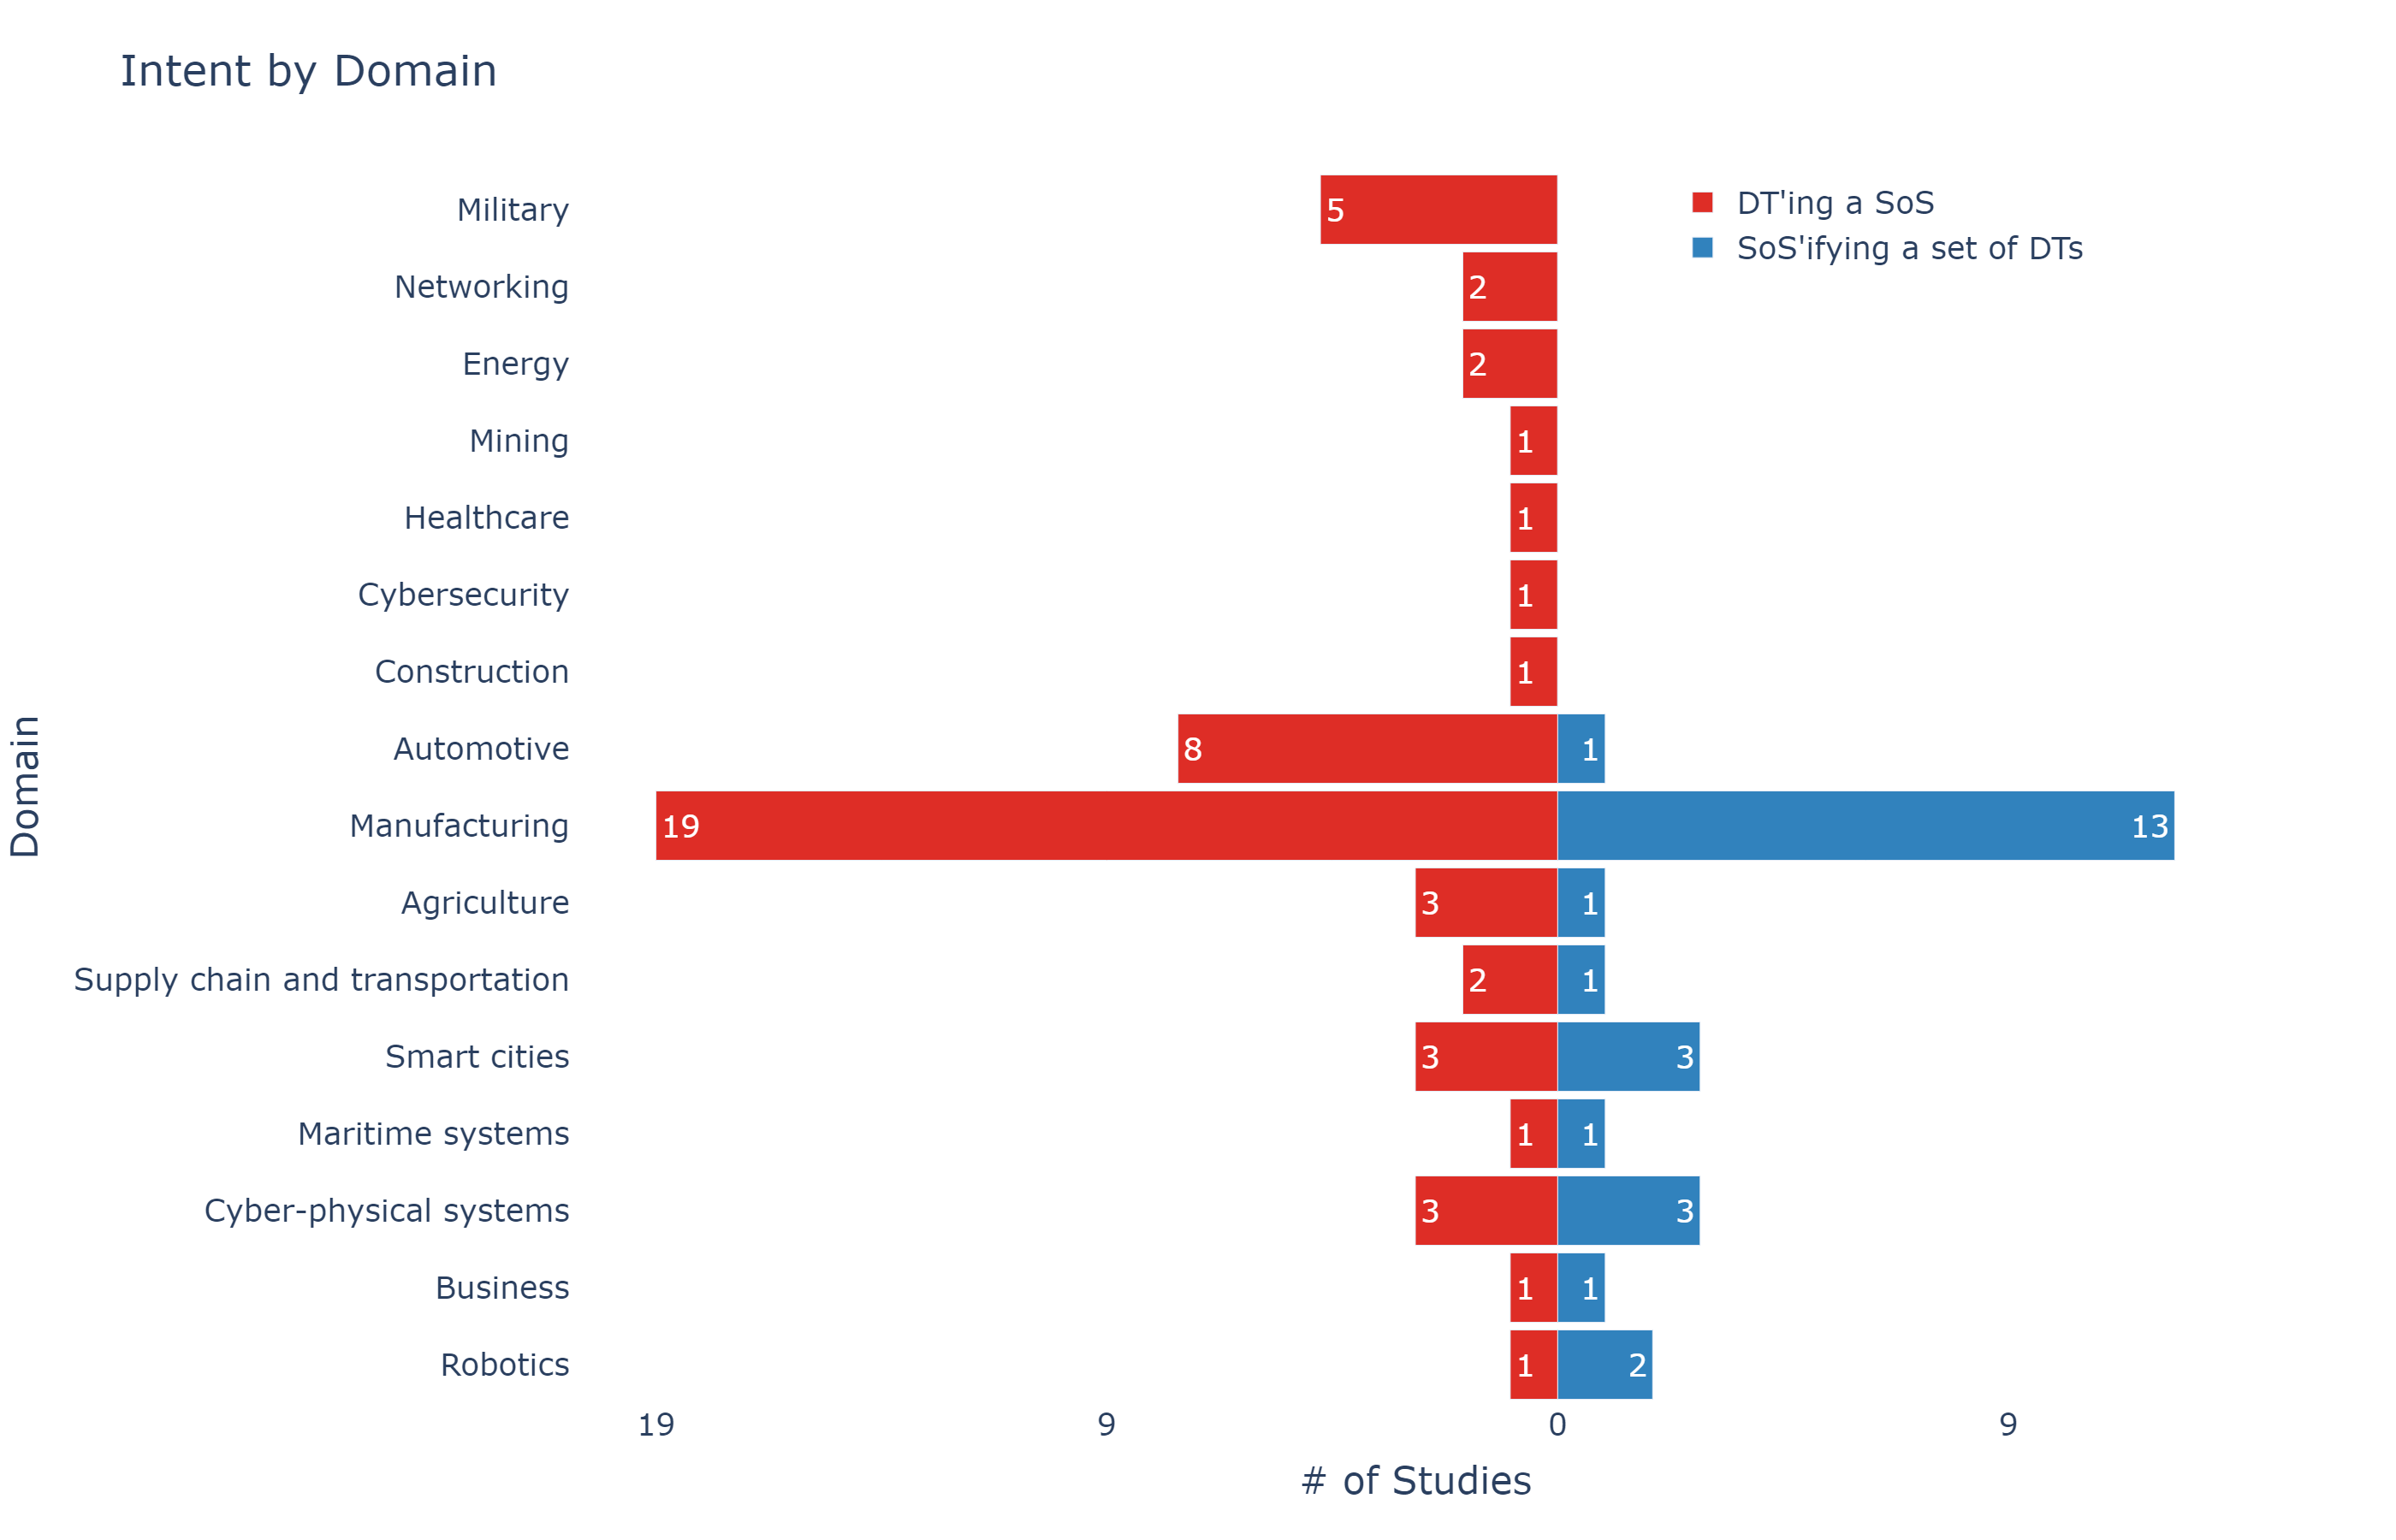 Intent by Domain
DT'ing a SoS
SoS'ifying a set of DTs
Domain
Military 5
Networking 2
Energy 2
Mining 1
Healthcare 1
Cybersecurity 1
Construction 1
Automotive 8 1
Manufacturing 19 13
Agriculture 3 1
Supply chain and transportation 2 1
Smart cities 3 3
Maritime systems 1 1
Cyber-physical systems 3 3
Business 1 1
Robotics 1 2
19 9 0 9
# of Studies